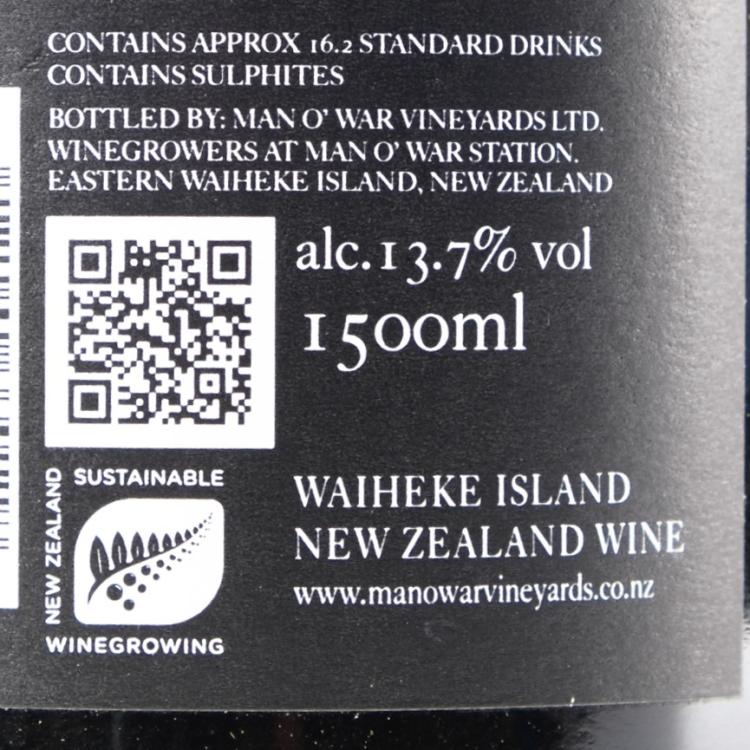 CONTAINS APPROX 16.2 STANDARD DRINKS
CONTAINS SULPHITES
BOTTLED BY: MAN O' WAR VINEYARDS LTD.
WINEGROWERS AT MAN O' WAR STATION.
EASTERN WAIHEKE ISLAND, NEW ZEALAND
alc. 13.7% vol
1500ml
SUSTAINABLE
NEW ZEALAND
WINEGROWING
WAIHEKE ISLAND
NEW ZEALAND WINE
www.manowarvineyards.co.nz